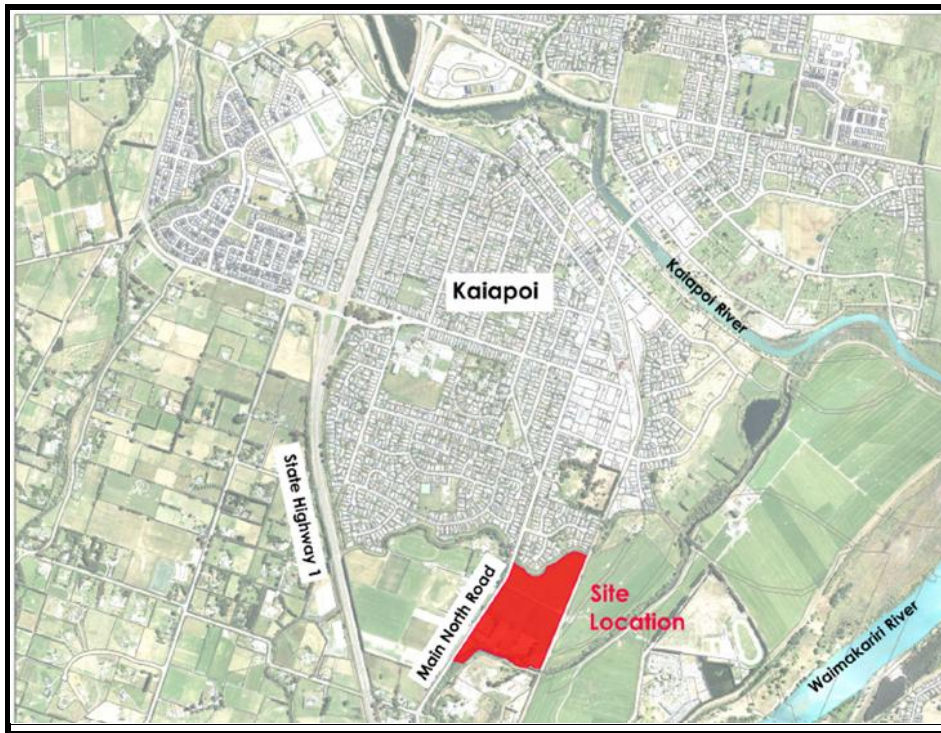 Kaiapoi
Kaiapoi River
State Highway 1
Main North Road
Site
Location
Waimakariri River